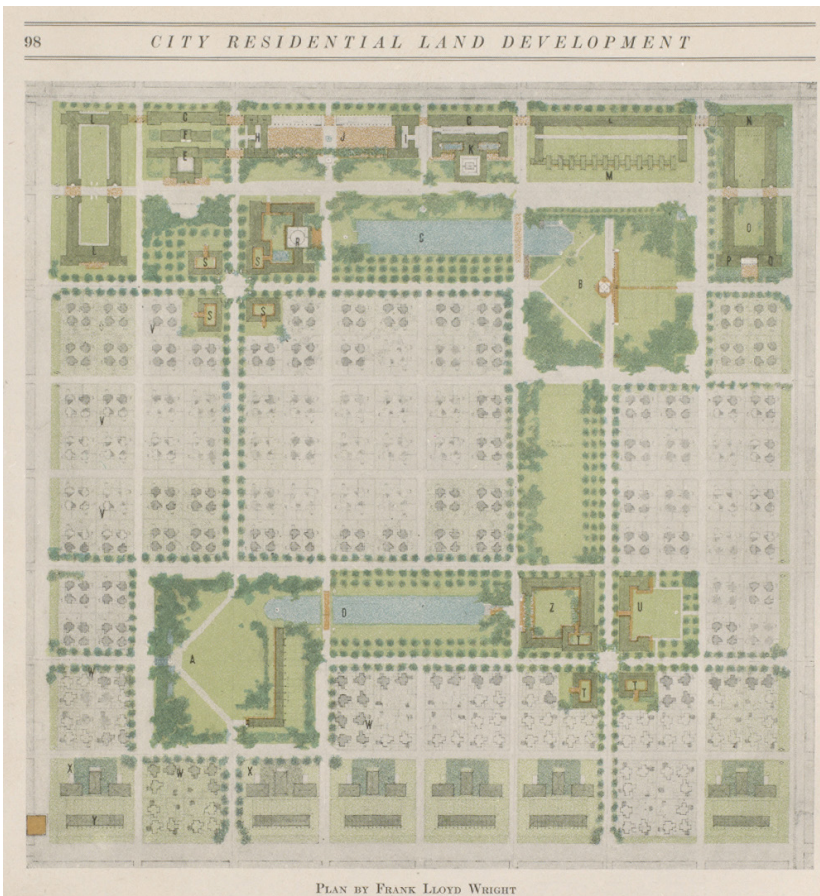 98 CITY RESIDENTIAL LAND DEVELOPMENT
L G G L N
F H J
E K
M
S R C O
L S P Q
B
S S
V
V
V
D Z U
A
W T T
W
X W X
Y
PLAN BY FRANK LLOYD WRIGHT